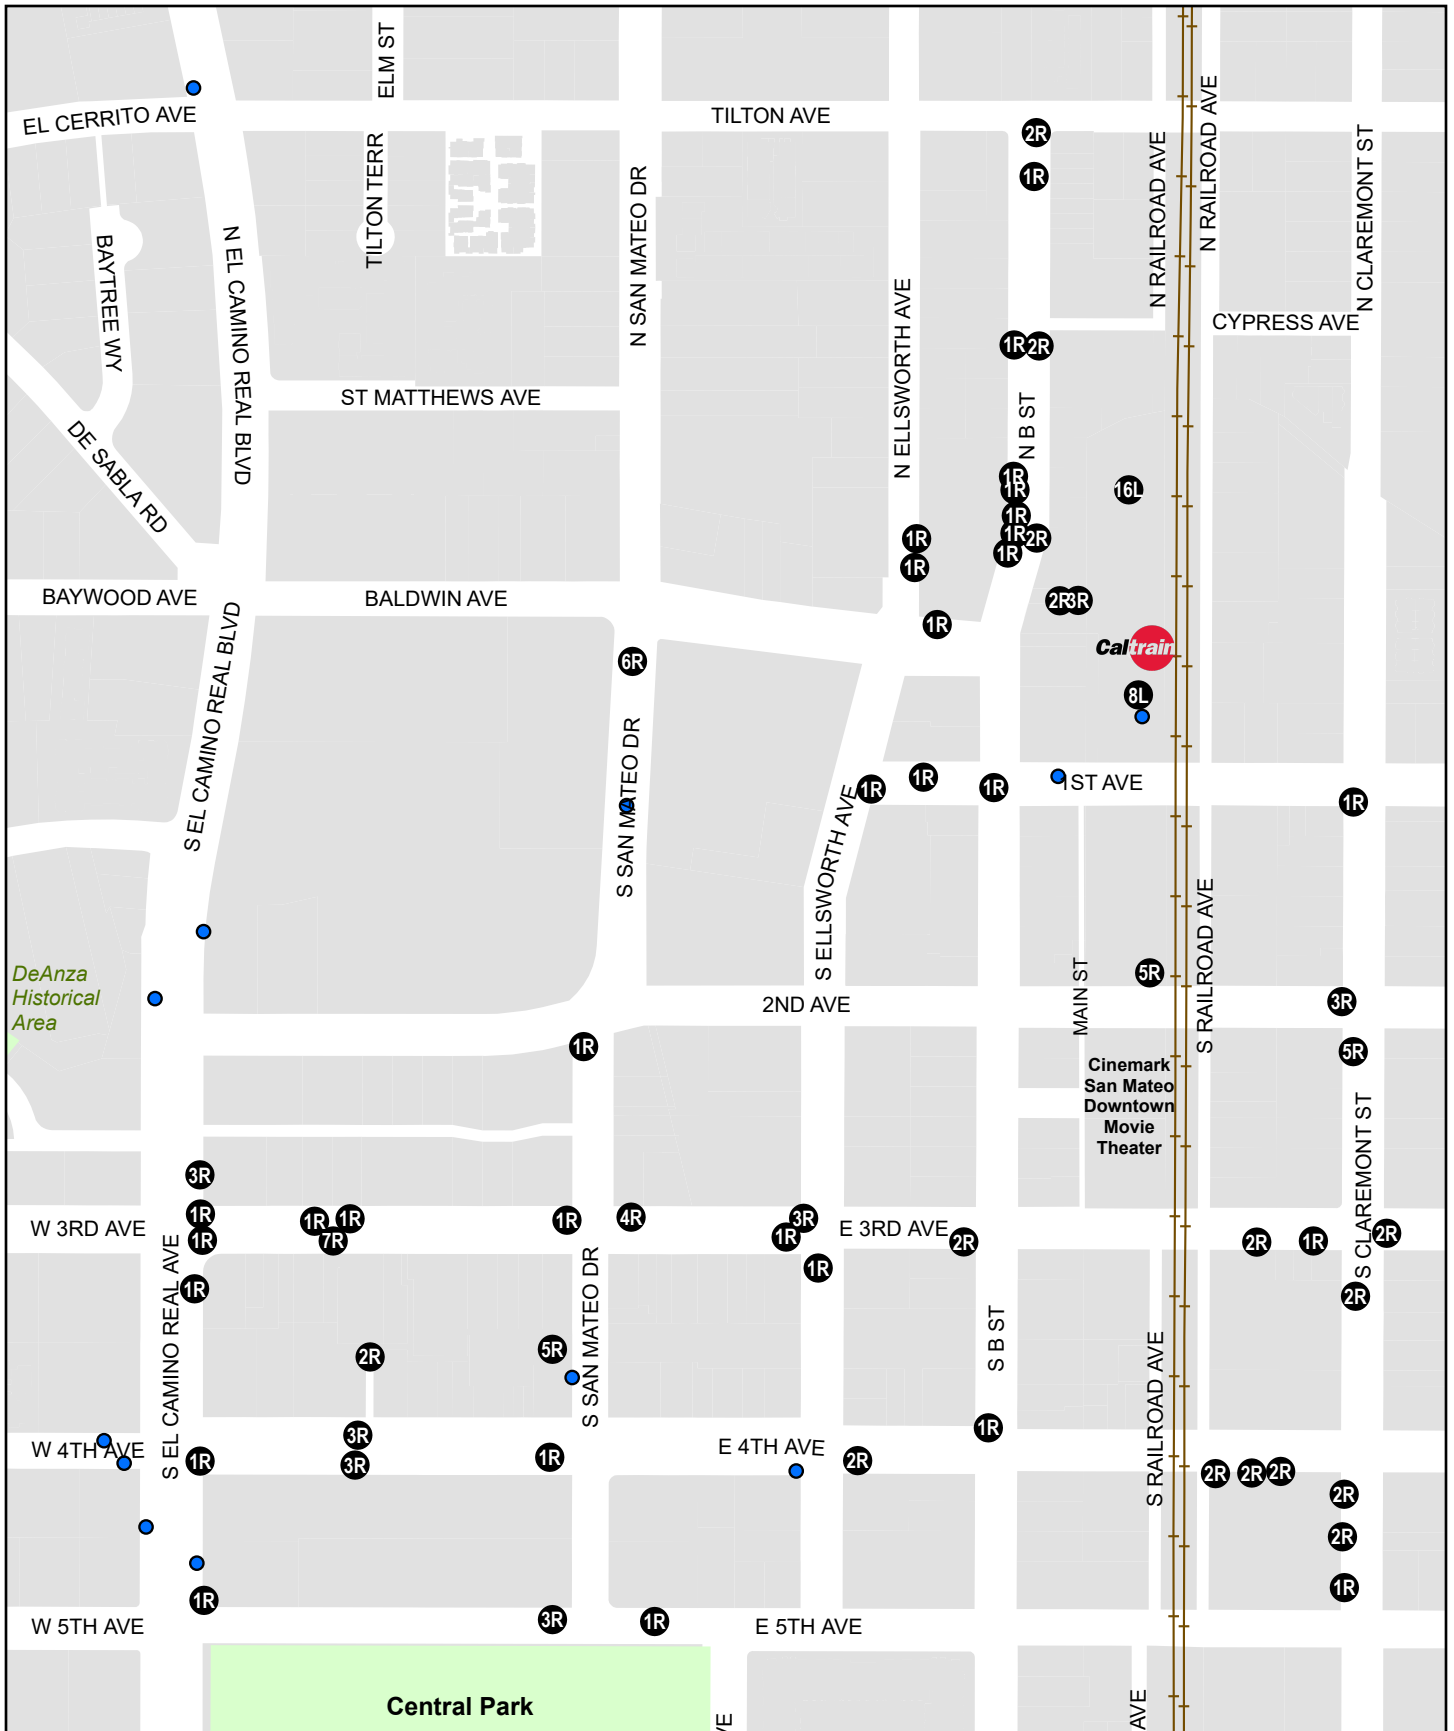 ELM ST
EL CERRITO AVE
TILTON AVE
2R
1R
TILTON TERR
N SAN MATEO DR
N RAILROAD AVE
N RAILROAD AVE
N CLAREMONT ST
BAYTREE WY
N EL CAMINO REAL BLVD
N ELLSWORTH AVE
CYPRESS AVE
1R
2R
ST MATTHEWS AVE
N B ST
DE SABLA RD
1R
1R
16L
1R
1R
2R
1R
1R
1R
BAYWOOD AVE
BALDWIN AVE
2R
3R
1R
Caltrain
6R
8L
S EL CAMINO REAL BLVD
S SAN MATEO DR
1R
1R
1R
1ST AVE
1R
S ELLSWORTH AVE
S RAILROAD AVE
DeAnza
Historical
Area
5R
MAIN ST
3R
2ND AVE
1R
5R
Cinemark
San Mateo
Downtown
Movie
Theater
S CLAREMONT ST
3R
1R
1R
1R
1R
4R
3R
W 3RD AVE
1R
7R
1R
E 3RD AVE
2R
2R
1R
2R
1R
1R
2R
S EL CAMINO REAL AVE
S SAN MATEO DR
S B ST
S RAILROAD AVE
2R
5R
3R
1R
W 4TH AVE
1R
3R
1R
E 4TH AVE
2R
2R
2R
2R
2R
2R
1R
1R
W 5TH AVE
3R
1R
E 5TH AVE
Central Park
VE
AVE